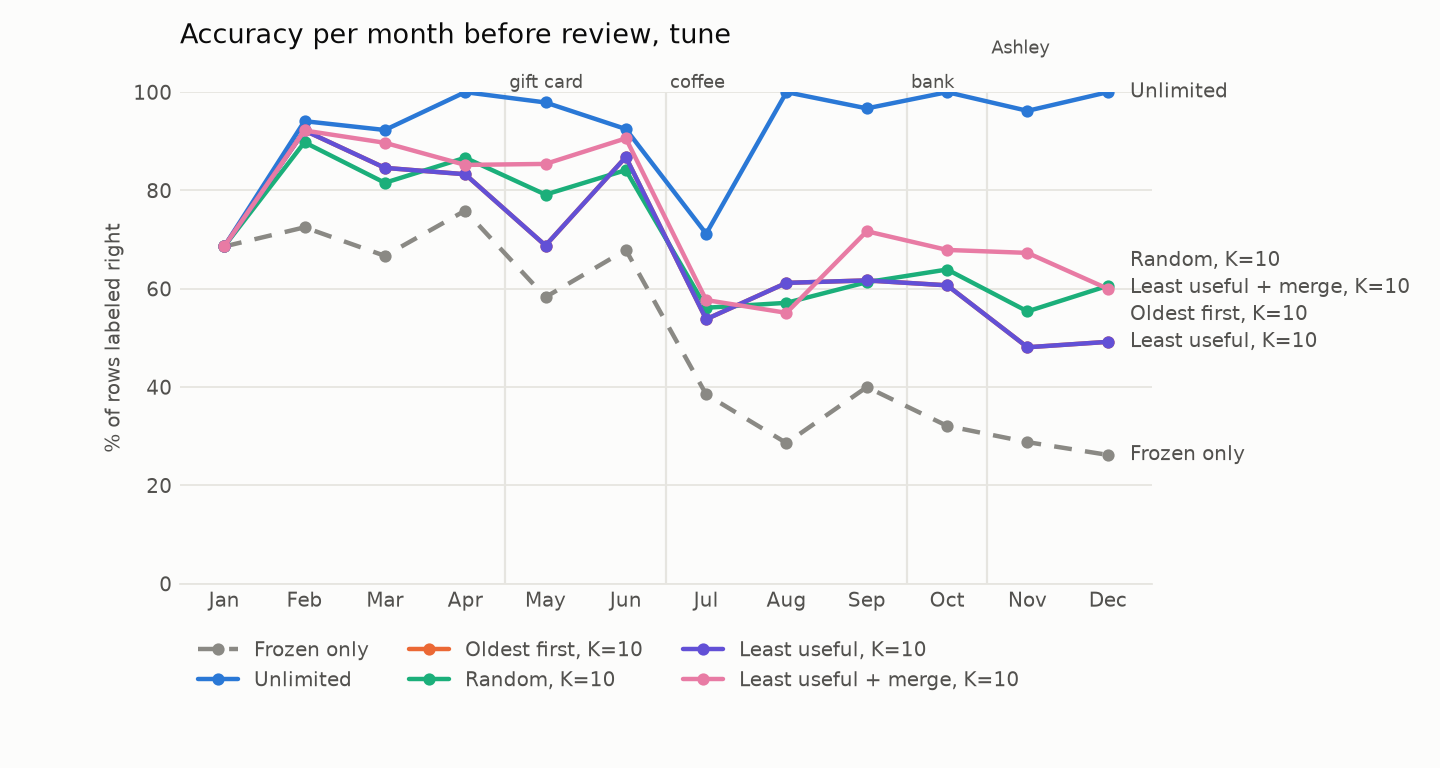 Accuracy per month before review, tune
Ashley
gift card coffee bank
100
80
60
40
20
0
% of rows labeled right
Unlimited
Random, K=10
Least useful + merge, K=10
Oldest first, K=10
Least useful, K=10
Frozen only
Jan Feb Mar Apr May Jun Jul Aug Sep Oct Nov Dec
Frozen only Oldest first, K=10 Least useful, K=10
Unlimited Random, K=10 Least useful + merge, K=10